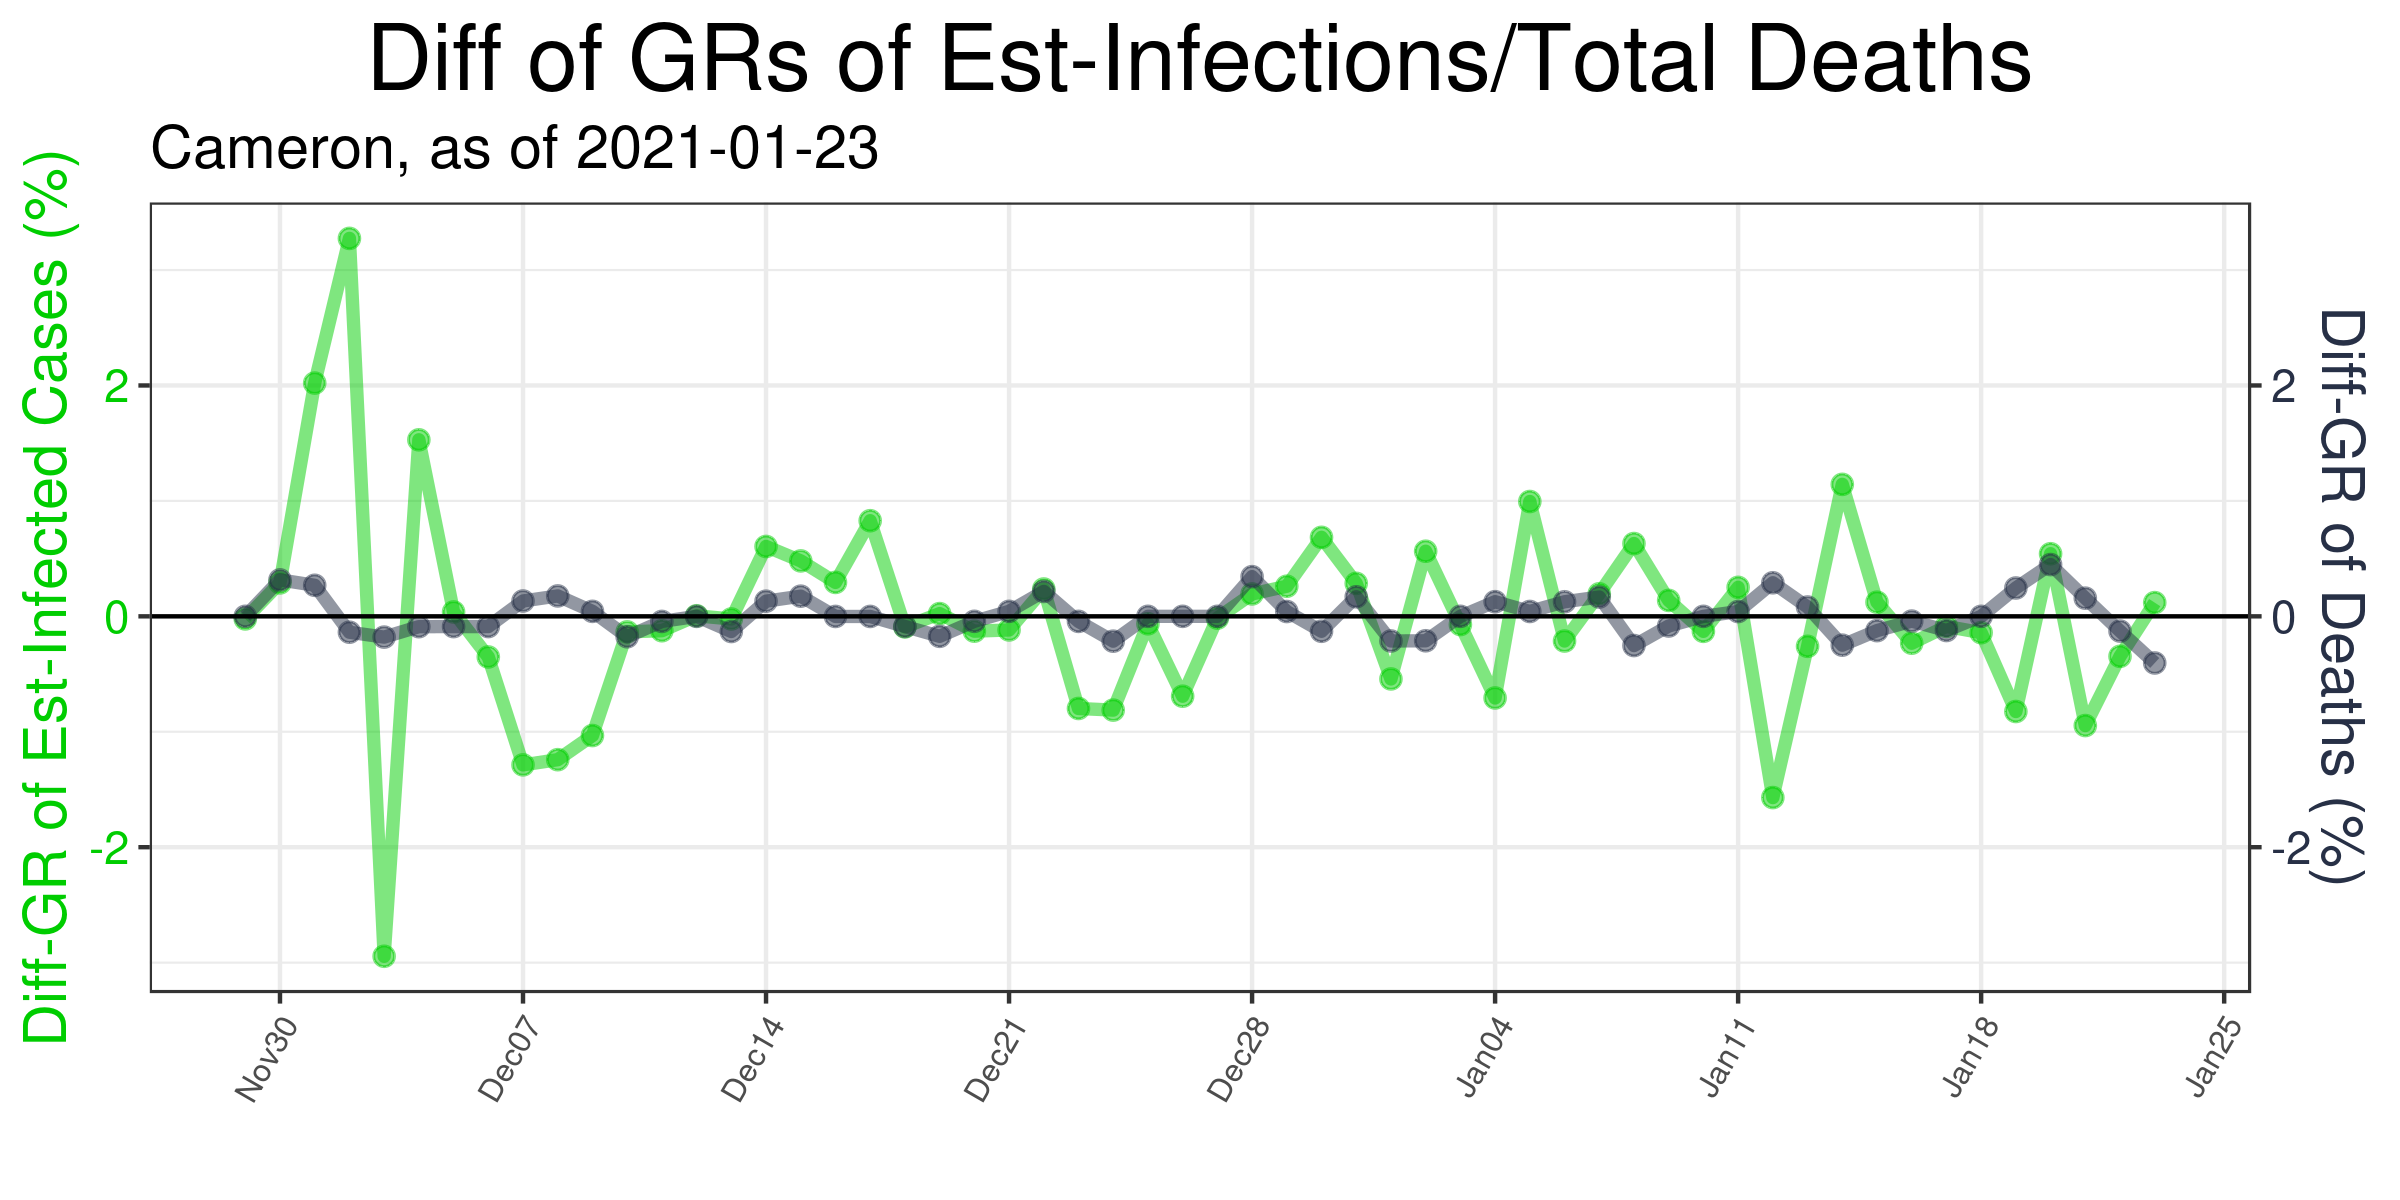 Diff of GRs of Est-Infections/Total Deaths
Cameron, as of 2021-01-23
Diff-GR of Est-Infected Cases (%)
2
0
-2
2
0
-2
Diff-GR of Deaths (%)
Nov30
Dec07
Dec14
Dec21
Dec28
Jan04
Jan11
Jan18
Jan25